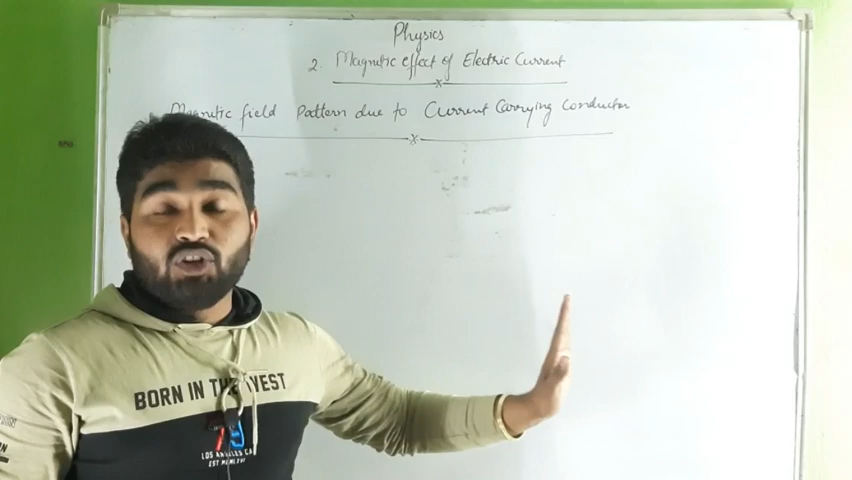 Physics
2. Magnetic effect of Electric Current
Magnetic field Pattern due to Current Carrying Conductor
BORN IN THE WEST
LOS ANGELES CA